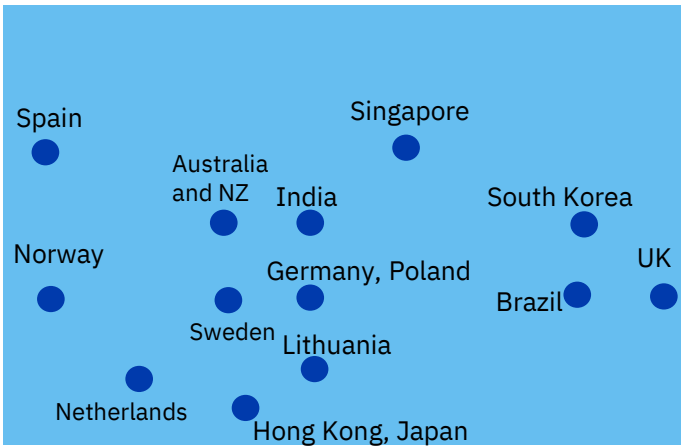 Singapore
Spain
Australia
and NZ
India
South Korea
Norway
UK
Germany, Poland
Brazil
Sweden
Lithuania
Netherlands
Hong Kong, Japan